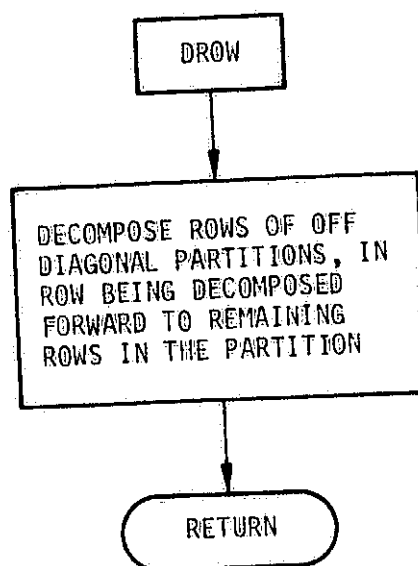 DROW
DECOMPOSE ROWS OF OFF
DIAGONAL PARTITIONS, IN
ROW BEING DECOMPOSED
FORWARD TO REMAINING
ROWS IN THE PARTITION
RETURN